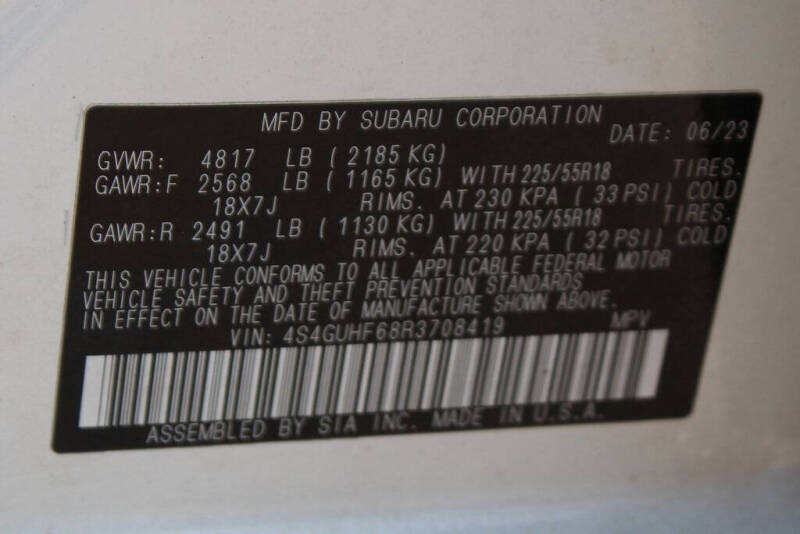 MFD BY SUBARU CORPORATION DATE: 06/23
GVWR: 4817 LB ( 2185 KG)
GAWR:F 2568 LB ( 1165 KG) WITH 225/55R18 TIRES.
18X7J RIMS. AT 230 KPA ( 33 PSI) COLD
GAWR:R 2491 LB ( 1130 KG) WITH 225/55R18 TIRES.
18X7J RIMS. AT 220 KPA ( 32 PSI) COLD
THIS VEHICLE CONFORMS TO ALL APPLICABLE FEDERAL MOTOR
VEHICLE SAFETY AND THEFT PREVENTION STANDARDS
IN EFFECT ON THE DATE OF MANUFACTURE SHOWN ABOVE.
VIN: 4S4GUHF68R3708419 MPV
ASSEMBLED BY SIA INC. MADE IN U.S.A.